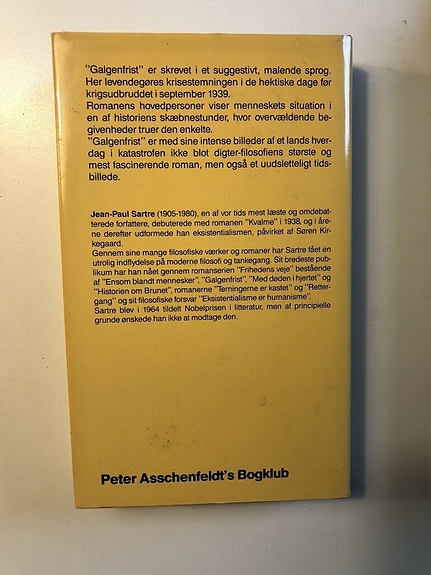 "Galgenfrist" er skrevet i et suggestivt, malende sprog.
Her levendegøres krisestemningen i de hektiske dage før
krigsudbruddet i september 1939.
Romanens hovedpersoner viser menneskets situation i
en af historiens skæbnestunder, hvor overvældende be-
givenheder truer den enkelte.
"Galgenfrist" er med sine intense billeder af et lands hver-
dag i katastrofen ikke blot digter-filosofiens største og
mest fascinerende roman, men også et uudsletteligt tids-
billede.
Jean-Paul Sartre (1905-1980), en af vor tids mest læste og omdebat-
terede forfattere, debuterede med romanen "Kvalme" i 1938, og i åre-
ne derefter udformede han eksistentialismen, påvirket af Søren Kir-
kegaard.
Gennem sine mange filosofiske værker og romaner har Sartre fået en
utrolig indflydelse på moderne filosofi og tankegang. Sit bredeste pub-
likum har han nået gennem romanserien "Frihedens veje" bestående
af "Ensom blandt mennesker", "Galgenfrist", "Med døden i hjertet" og
"Historien om Brunet", romanerne "Terningerne er kastet" og "Retter-
gang" og sit filosofiske forsvar "Eksistentialisme er humanisme".
Sartre blev i 1964 tildelt Nobelprisen i litteratur, men af principielle
grunde ønskede han ikke at modtage den.
Peter Asschenfeldt's Bogklub